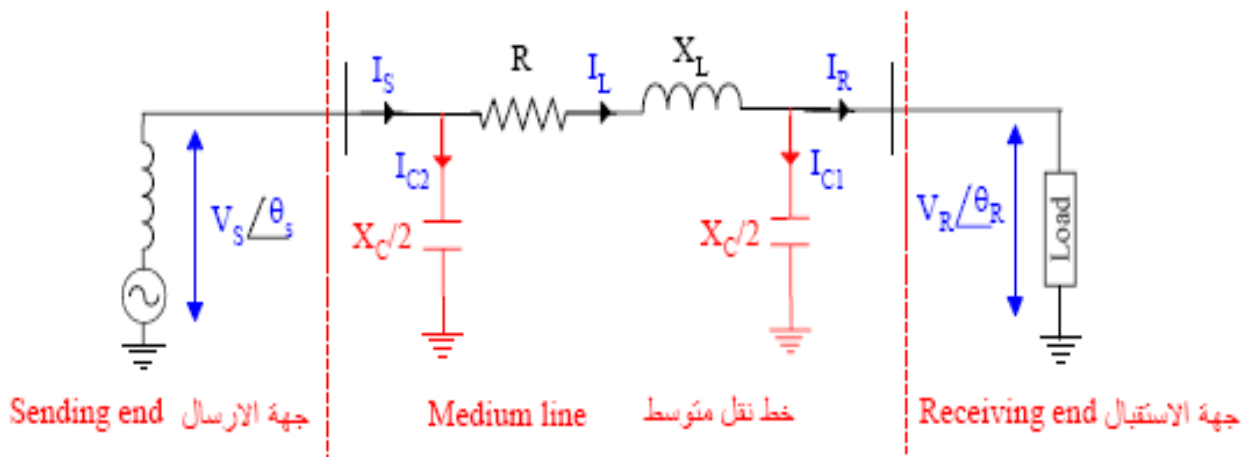 I_S
R
I_L
X_L
I_R
I_C2
I_C1
V_S∠θ_s
X_C/2
X_C/2
V_R∠θ_R
Load
Sending end جهة الارسال
Medium line خط نقل متوسط
Receiving end جهة الاستقبال